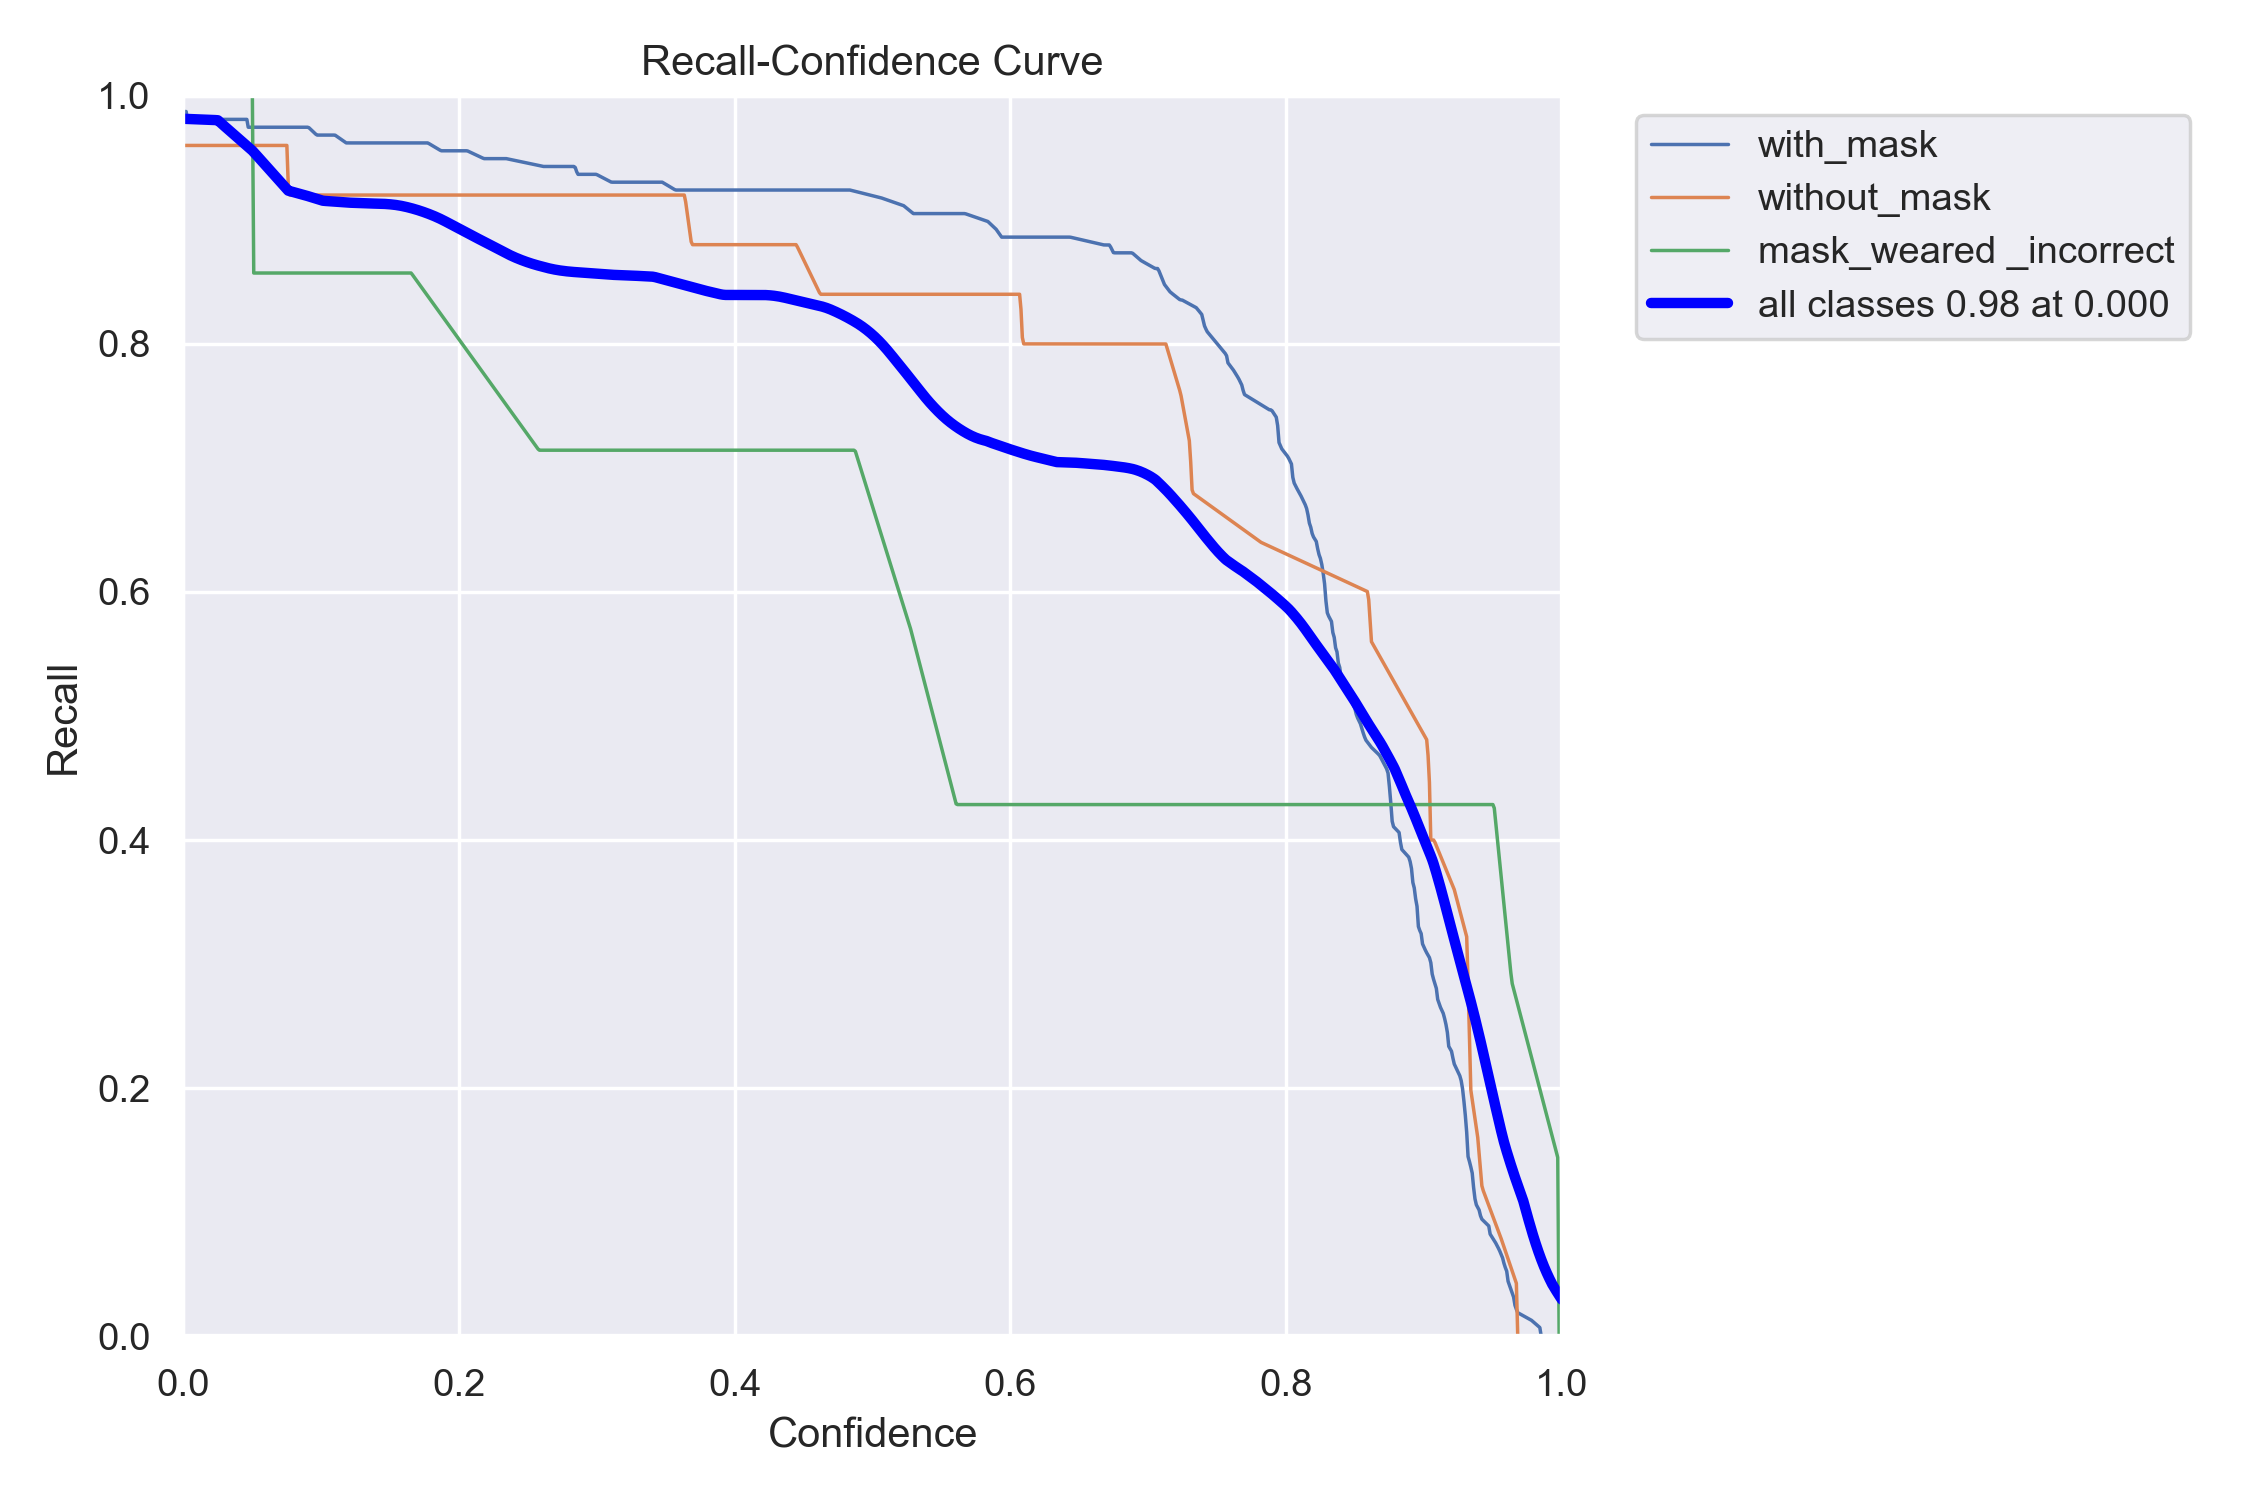 Recall-Confidence Curve
1.0
0.8
0.6
0.4
0.2
0.0
Recall
0.0 0.2 0.4 0.6 0.8 1.0
Confidence
with_mask
without_mask
mask_weared _incorrect
all classes 0.98 at 0.000